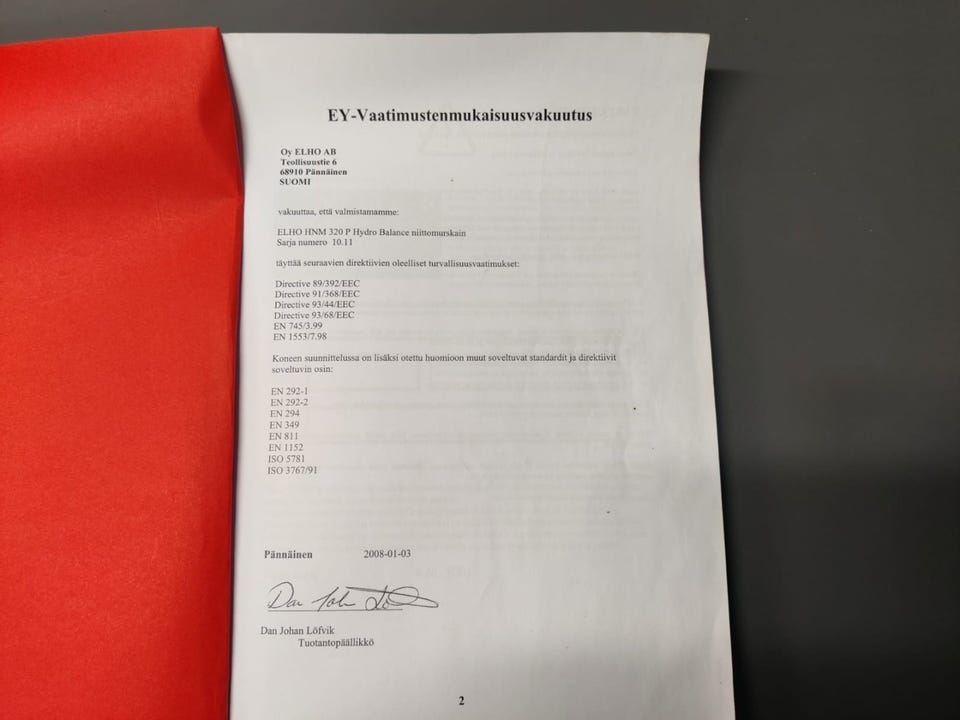 EY-Vaatimustenmukaisuusvakuutus
Oy ELHO AB
Teollisuustie 6
68910 Pännäinen
SUOMI
vakuuttaa, että valmistamamme:
ELHO HNM 320 P Hydro Balance niittomurskain
Sarja numero 10.11
täyttää seuraavien direktiivien oleelliset turvallisuusvaatimukset:
Directive 89/392/EEC
Directive 91/368/EEC
Directive 93/44/EEC
Directive 93/68/EEC
EN 745/3.99
EN 1553/7.98
Koneen suunnittelussa on lisäksi otettu huomioon muut soveltuvat standardit ja direktiivit
soveltuvin osin:
EN 292-1
EN 292-2
EN 294
EN 349
EN 811
EN 1152
ISO 5781
ISO 3767/91
Pännäinen 2008-01-03
Dan Johan
Dan Johan Löfvik
Tuotantopäällikkö
2